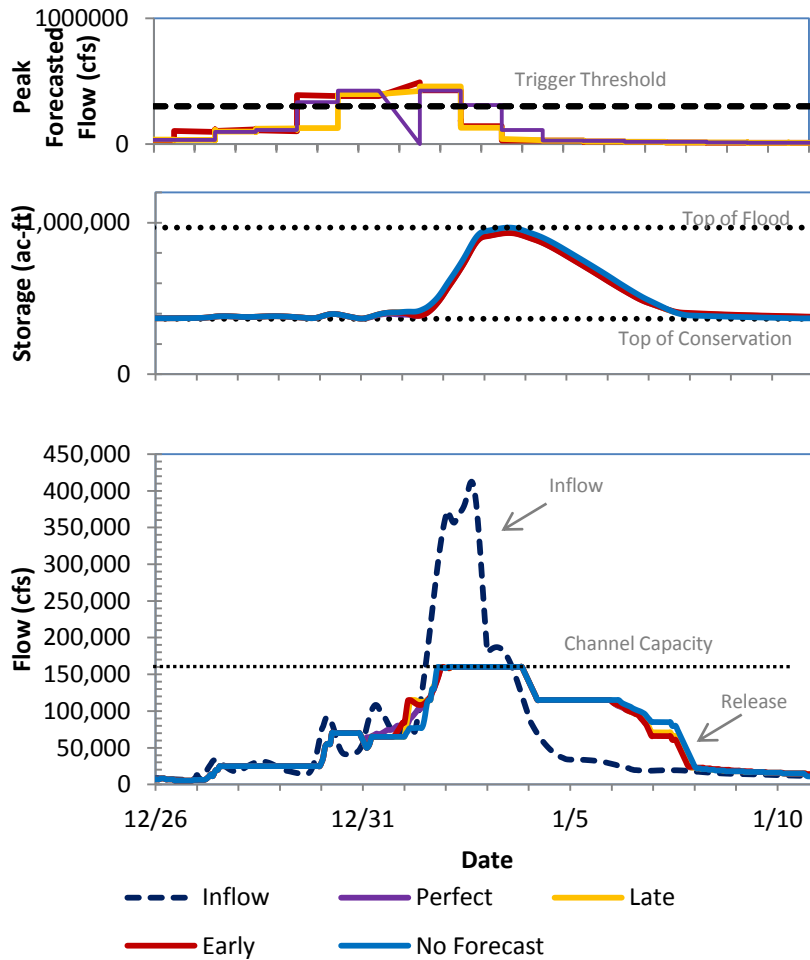 Peak
Forecasted
Flow (cfs)
1000000
0
Trigger Threshold
Storage (ac-ft)
1,000,000
0
Top of Flood
Top of Conservation
Flow (cfs)
450,000
400,000
350,000
300,000
250,000
200,000
150,000
100,000
50,000
0
Inflow
Channel Capacity
Release
12/26
12/31
1/5
1/10
Date
Inflow
Perfect
Late
Early
No Forecast